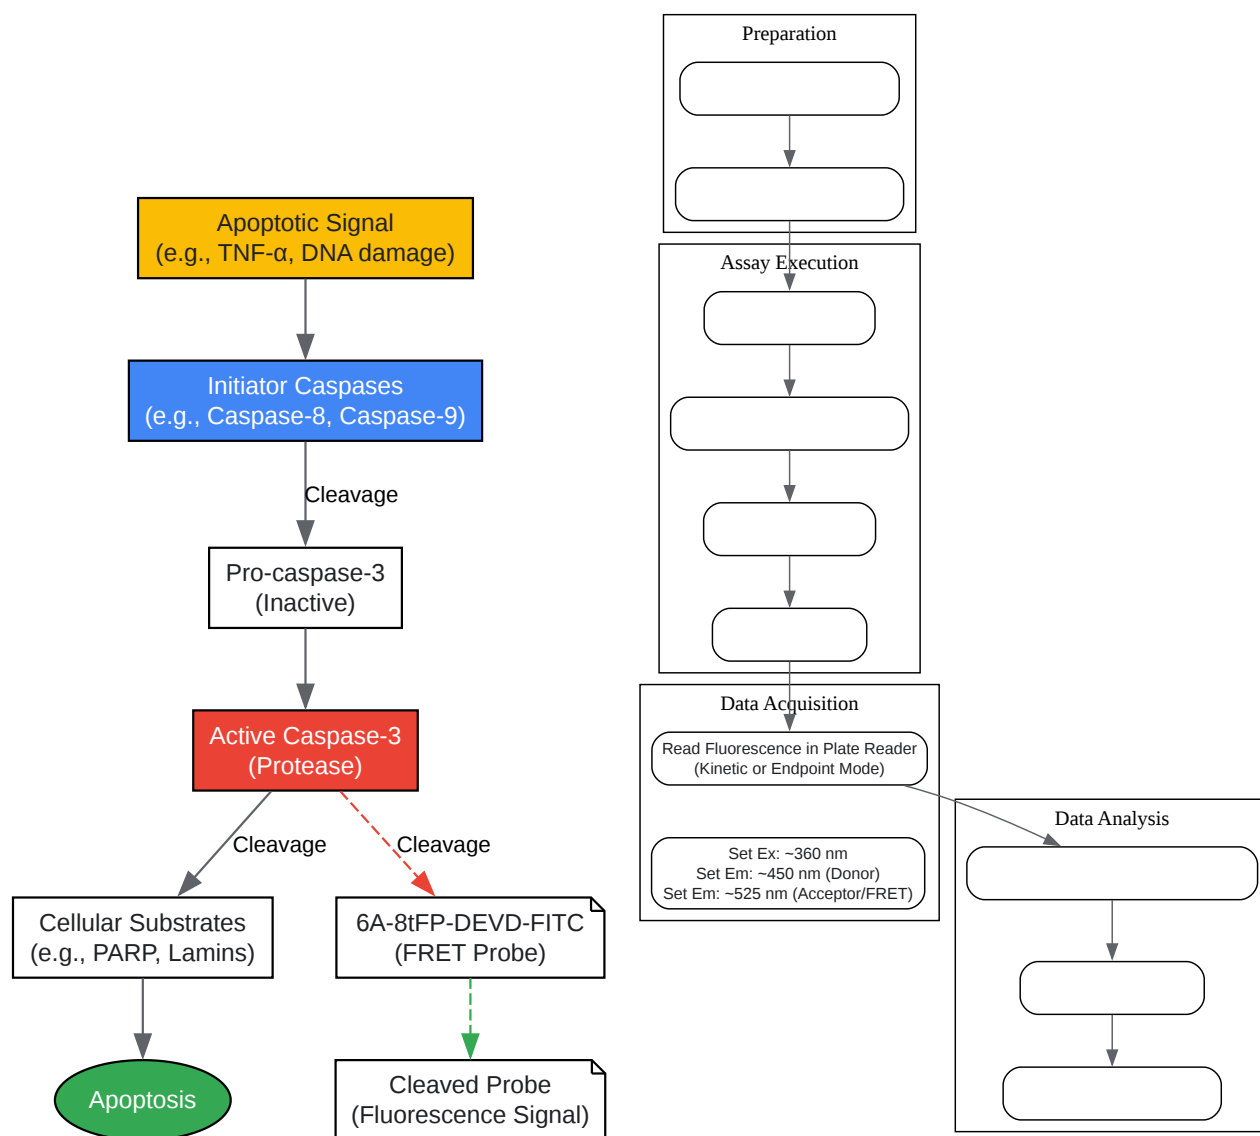 Apoptotic Signal
(e.g., TNF-α, DNA damage)
Initiator Caspases
(e.g., Caspase-8, Caspase-9)
Cleavage
Pro-caspase-3
(Inactive)
Active Caspase-3
(Protease)
Cleavage
Cleavage
Cellular Substrates
(e.g., PARP, Lamins)
6A-8tFP-DEVD-FITC
(FRET Probe)
Apoptosis
Cleaved Probe
(Fluorescence Signal)
Preparation
Assay Execution
Data Acquisition
Read Fluorescence in Plate Reader
(Kinetic or Endpoint Mode)
Set Ex: ~360 nm
Set Em: ~450 nm (Donor)
Set Em: ~525 nm (Acceptor/FRET)
Data Analysis